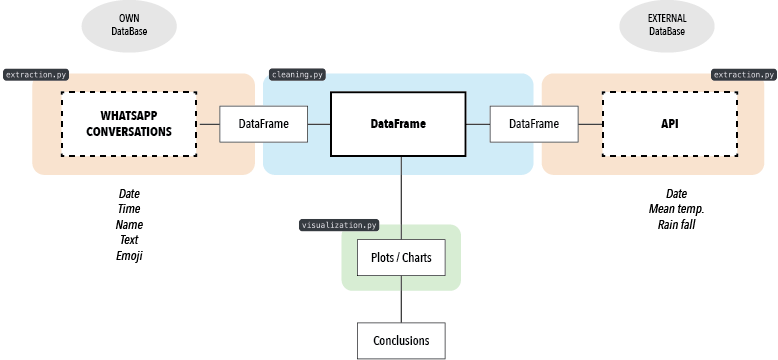 OWN
DataBase
EXTERNAL
DataBase
extraction.py
cleaning.py
extraction.py
WHATSAPP
CONVERSATIONS
DataFrame
DataFrame
DataFrame
API
Date
Time
Name
Text
Emoji
Date
Mean temp.
Rain fall
visualization.py
Plots / Charts
Conclusions